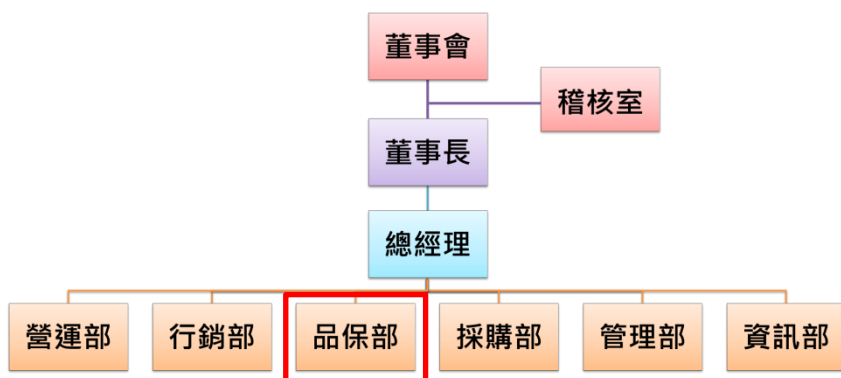 董事會
稽核室
董事長
總經理
營運部
行銷部
品保部
採購部
管理部
資訊部